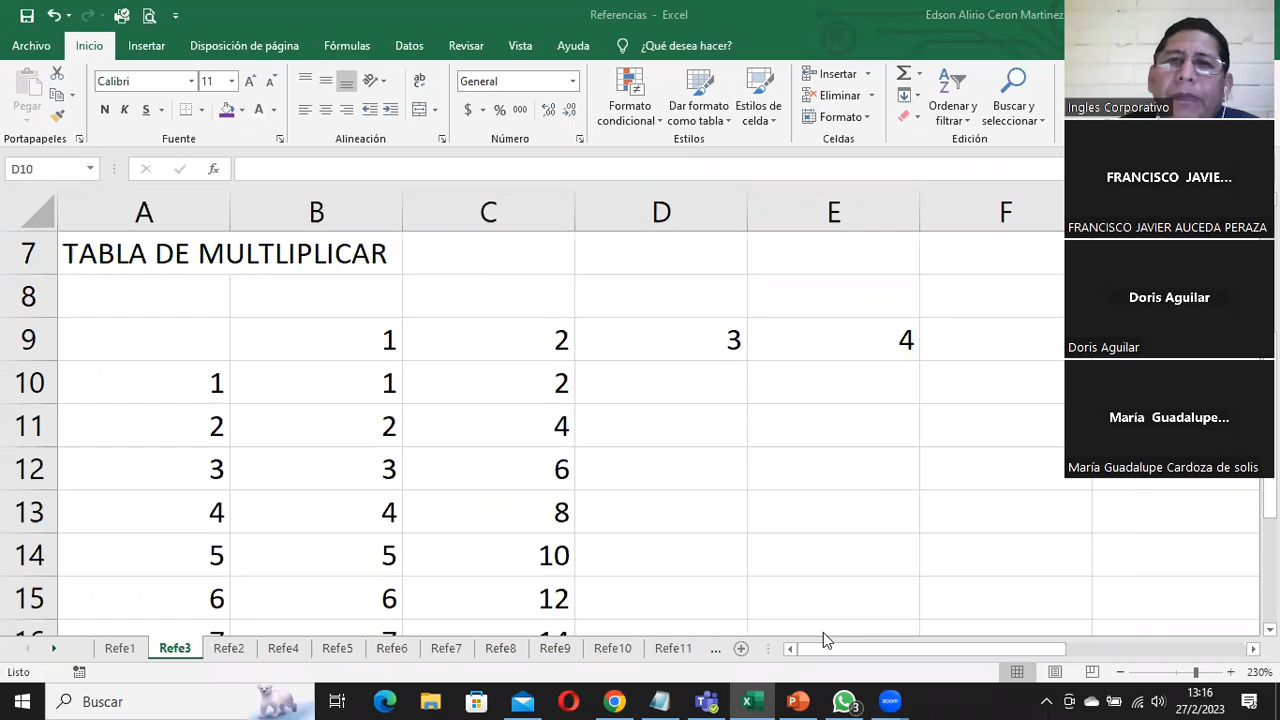 Referencias - Excel
Edson Alirio Ceron Martinez
Archivo Inicio Insertar Disposición de página Fórmulas Datos Revisar Vista Ayuda ¿Qué desea hacer?
Pegar
Calibri 11
N K S
ab
General
$ % 000
Formato condicional
Dar formato como tabla
Estilos de celda
Insertar
Eliminar
Formato
Ordenar y filtrar
Buscar y seleccionar
Portapapeles Fuente Alineación Número Estilos Celdas Edición
D10 fx
A B C D E F
7 TABLA DE MULTLIPLICAR
8
9 1 2 3 4
10 1 1 2
11 2 2 4
12 3 3 6
13 4 4 8
14 5 5 10
15 6 6 12
Ingles Corporativo
FRANCISCO JAVIE...
FRANCISCO JAVIER AUCEDA PERAZA
Doris Aguilar
Doris Aguilar
María Guadalupe...
María Guadalupe Cardoza de solis
Refe1 Refe3 Refe2 Refe4 Refe5 Refe6 Refe7 Refe8 Refe9 Refe10 Refe11 ...
Listo
230%
Buscar
3
zoom
13:16
27/2/2023